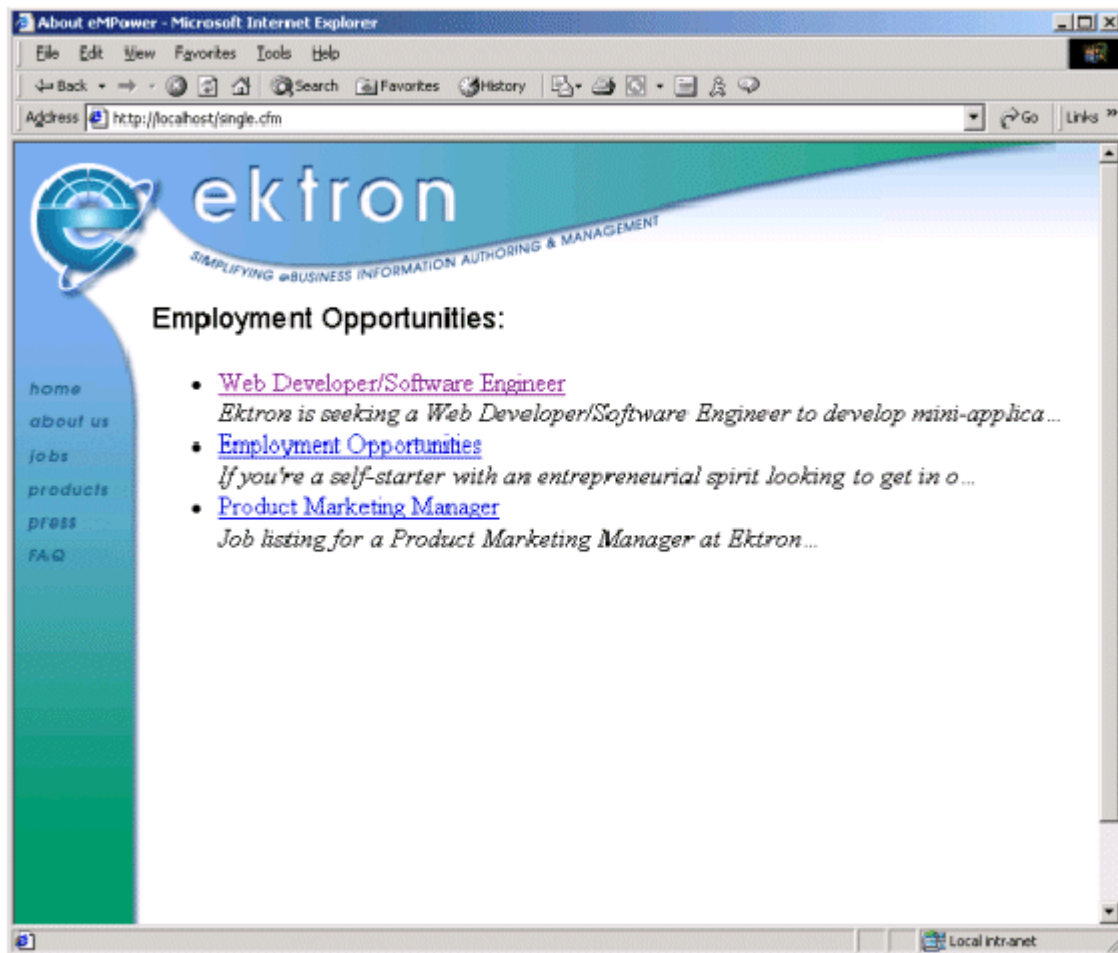 About eMPower - Microsoft Internet Explorer
File Edit View Favorites Tools Help
Back Search Favorites History
Address http://localhost/single.cfm Go Links »
ektron
SIMPLIFYING eBUSINESS INFORMATION AUTHORING & MANAGEMENT
Employment Opportunities:
home
about us
jobs
products
press
FAQ
• Web Developer/Software Engineer
Ektron is seeking a Web Developer/Software Engineer to develop mini-applica...
• Employment Opportunities
If you're a self-starter with an entrepreneurial spirit looking to get in o...
• Product Marketing Manager
Job listing for a Product Marketing Manager at Ektron...
Local intranet